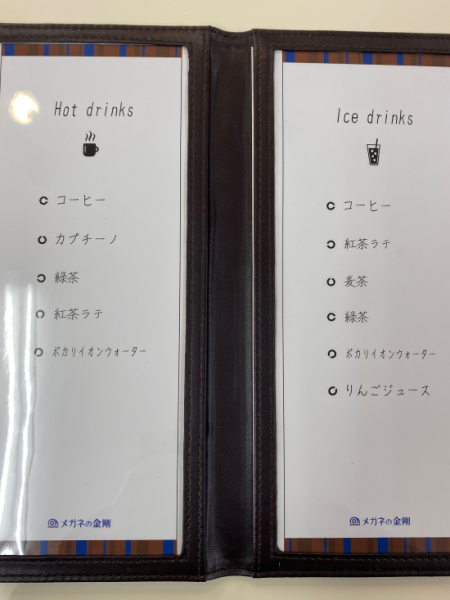 Hot drinks
コーヒー
カプチーノ
緑茶
紅茶ラテ
ポカリイオンウォーター
メガネの金剛
Ice drinks
コーヒー
紅茶ラテ
麦茶
緑茶
ポカリイオンウォーター
りんごジュース
メガネの金剛